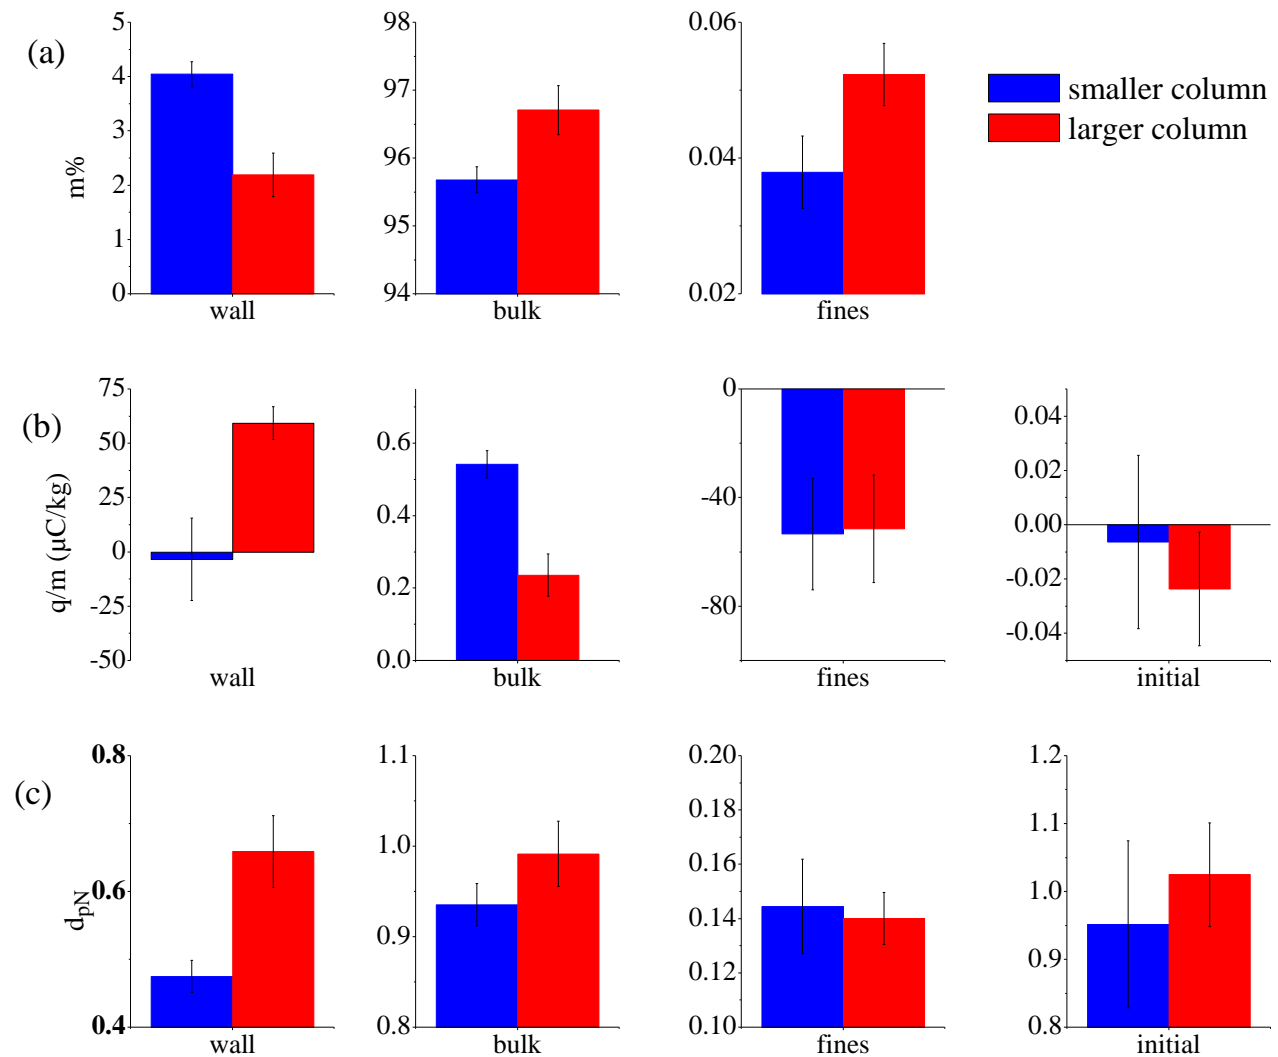 (a)
m%
5
4
3
2
1
0
wall
98
97
96
95
94
bulk
0.06
0.04
0.02
fines
smaller column
larger column
(b)
q/m (µC/kg)
75
50
25
0
-25
-50
wall
0.6
0.4
0.2
0.0
bulk
0
-40
-80
fines
0.04
0.02
0.00
-0.02
-0.04
initial
(c)
dpN
0.8
0.6
0.4
wall
1.1
1.0
0.9
0.8
bulk
0.20
0.18
0.16
0.14
0.12
0.10
fines
1.2
1.1
1.0
0.9
0.8
initial